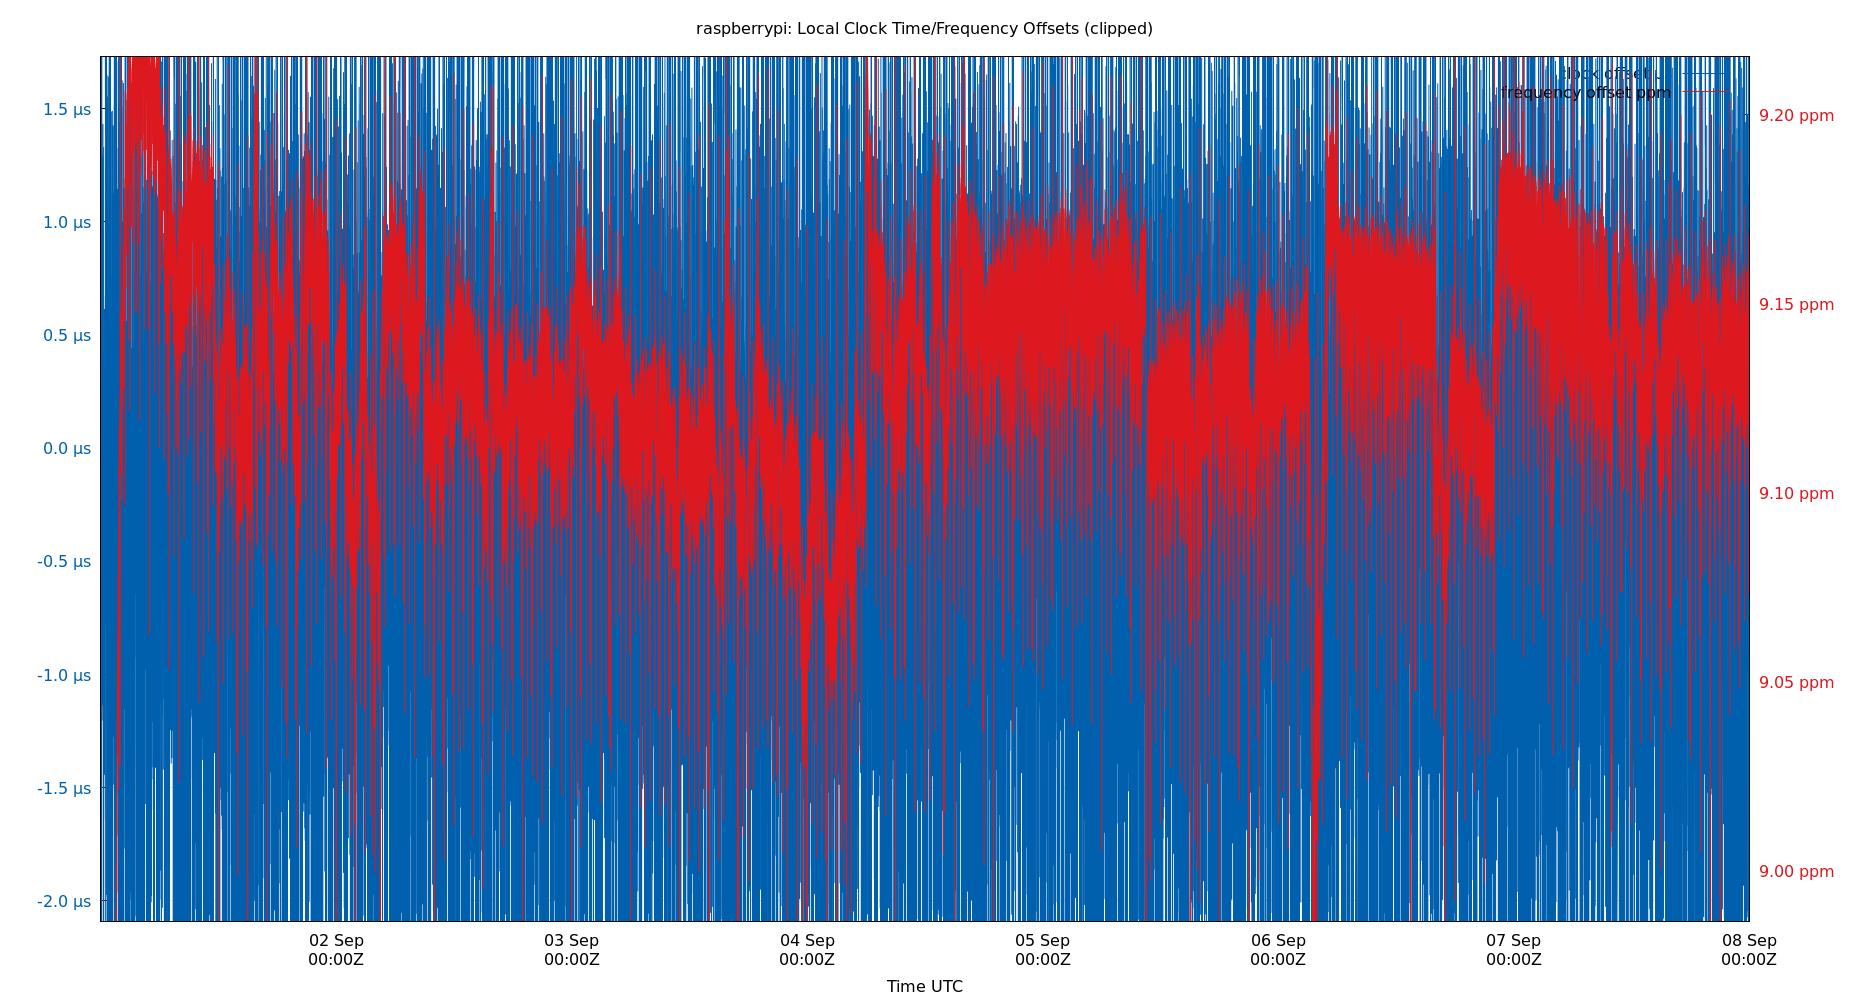 raspberrypi: Local Clock Time/Frequency Offsets (clipped)
clock offset
frequency offset ppm
1.5 µs
1.0 µs
0.5 µs
0.0 µs
-0.5 µs
-1.0 µs
-1.5 µs
-2.0 µs
9.20 ppm
9.15 ppm
9.10 ppm
9.05 ppm
9.00 ppm
02 Sep
00:00Z
03 Sep
00:00Z
04 Sep
00:00Z
05 Sep
00:00Z
06 Sep
00:00Z
07 Sep
00:00Z
08 Sep
00:00Z
Time UTC